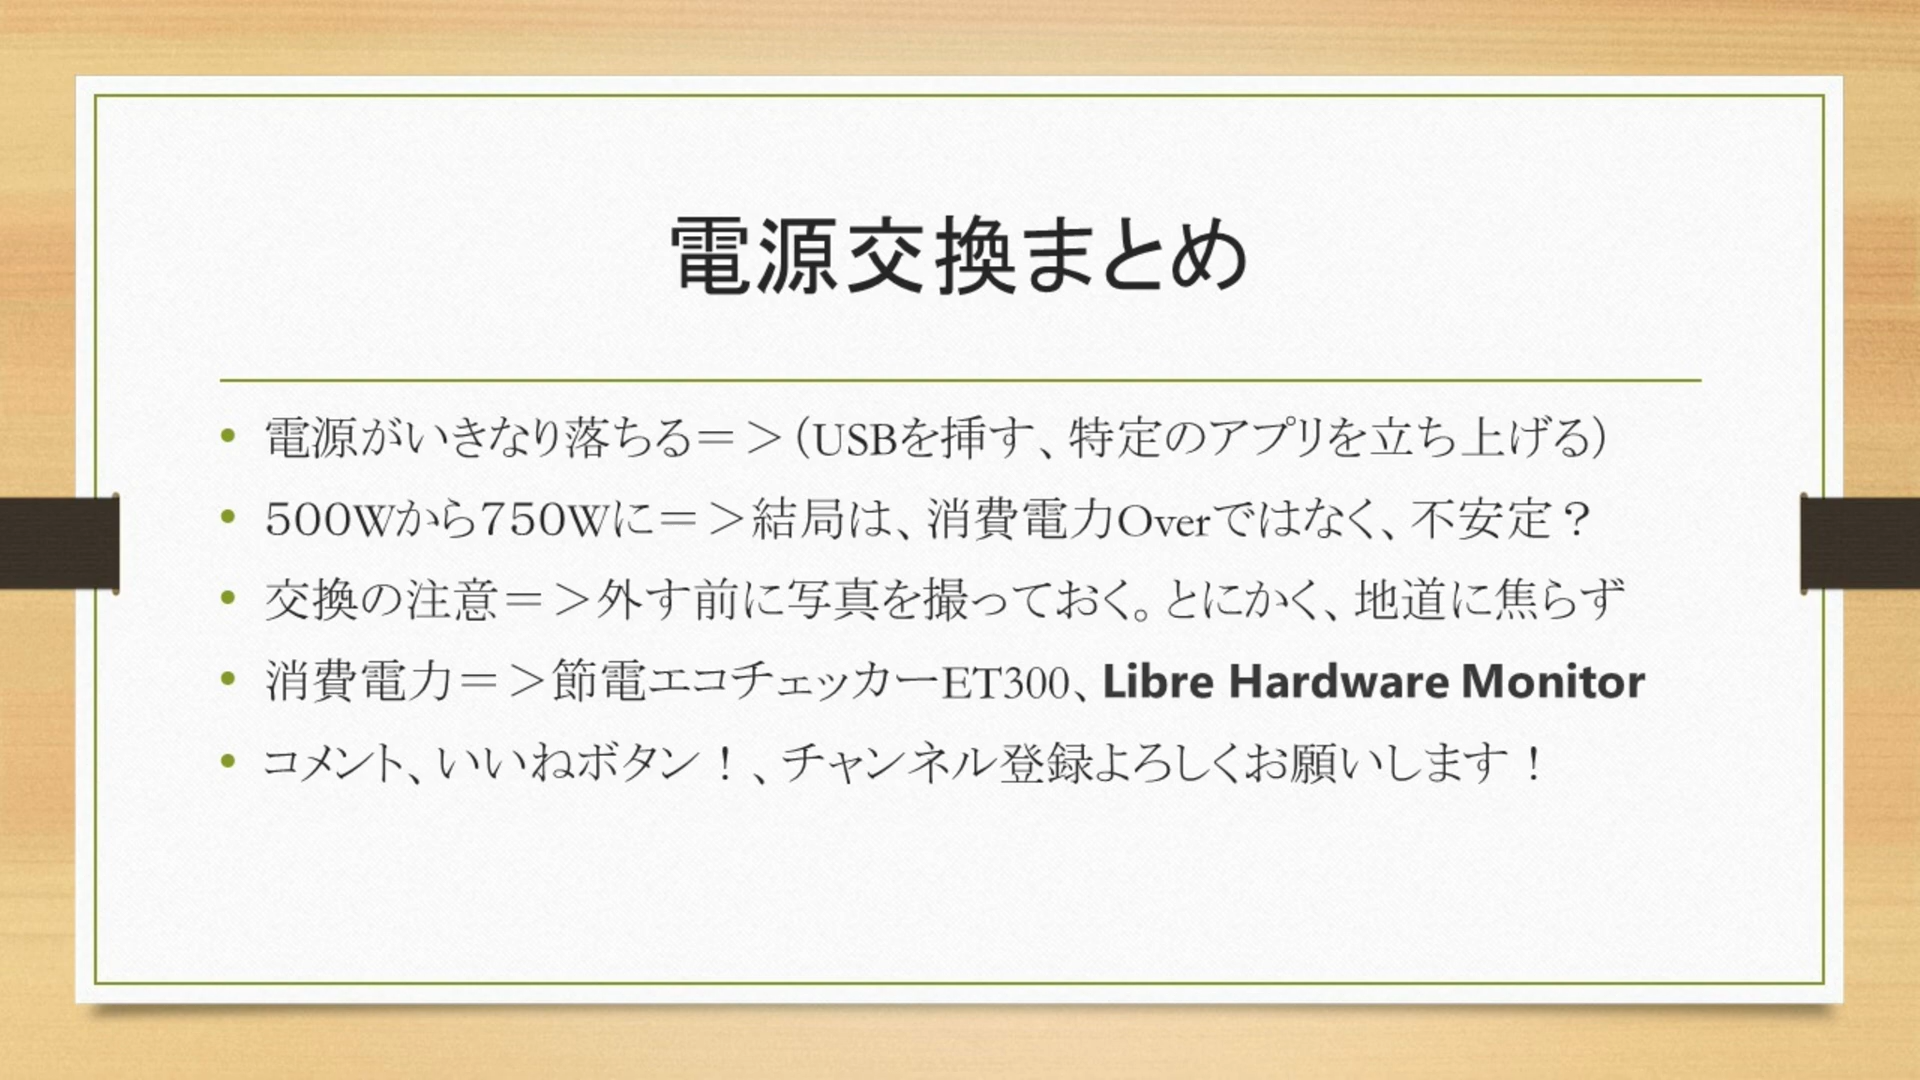 電源交換まとめ
• 電源がいきなり落ちる＝＞（USBを挿す、特定のアプリを立ち上げる）
• 500Wから750Wに＝＞結局は、消費電力Overではなく、不安定？
• 交換の注意＝＞外す前に写真を撮っておく。とにかく、地道に焦らず
• 消費電力＝＞節電エコチェッカーET300、Libre Hardware Monitor
• コメント、いいねボタン！、チャンネル登録よろしくお願いします！